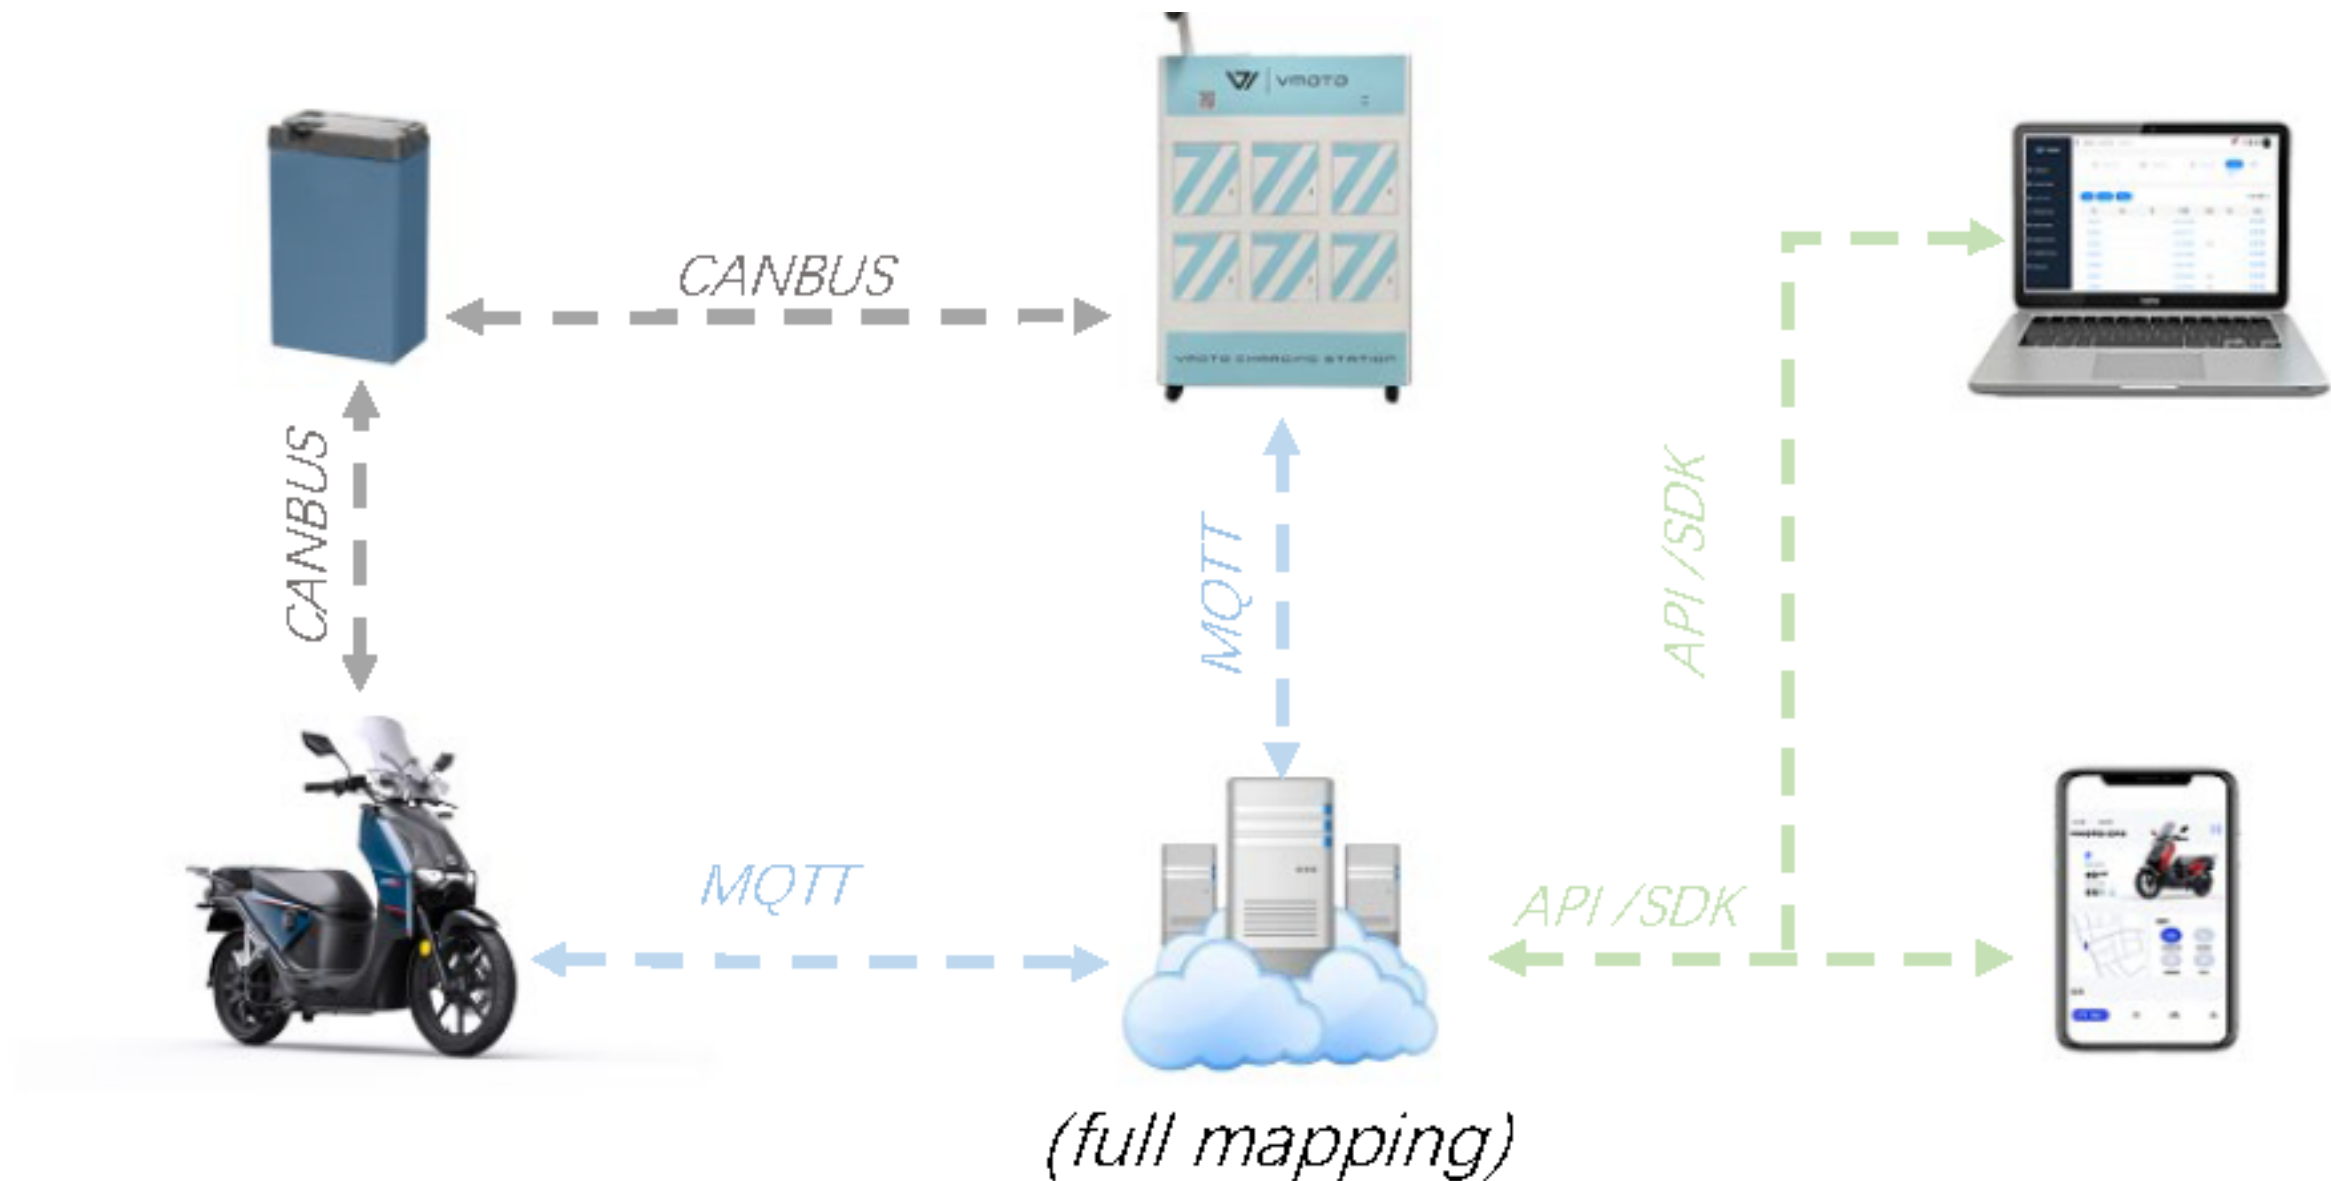 VMOTO
CANBUS
VMOTO CHARGING STATION
CANBUS
MQTT
API/SDK
MQTT
API/SDK
(full mapping)